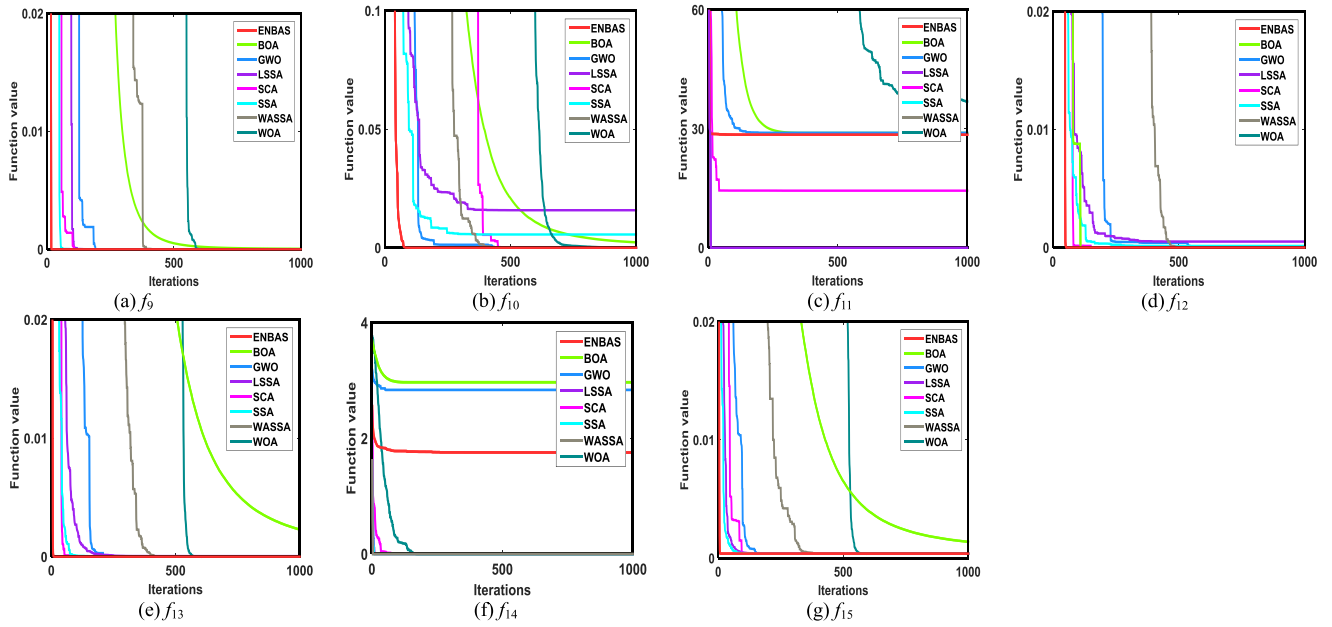 0.02
0.01
0
0
500
1000
Function value
Iterations
ENBAS
BOA
GWO
LSSA
SCA
SSA
WASSA
WOA
(a) f9
0.1
0.05
0
0
500
1000
Function value
Iterations
ENBAS
BOA
GWO
LSSA
SCA
SSA
WASSA
WOA
(b) f10
60
30
0
0
500
1000
Function value
Iterations
ENBAS
BOA
GWO
LSSA
SCA
SSA
WASSA
WOA
(c) f11
0.02
0.01
0
0
500
1000
Function value
Iterations
ENBAS
BOA
GWO
LSSA
SCA
SSA
WASSA
WOA
(d) f12
0.02
0.01
0
0
500
1000
Function value
Iterations
ENBAS
BOA
GWO
LSSA
SCA
SSA
WASSA
WOA
(e) f13
4
2
0
0
500
1000
Function value
Iterations
ENBAS
BOA
GWO
LSSA
SCA
SSA
WASSA
WOA
(f) f14
0.02
0.01
0
0
500
1000
Function value
Iterations
ENBAS
BOA
GWO
LSSA
SCA
SSA
WASSA
WOA
(g) f15